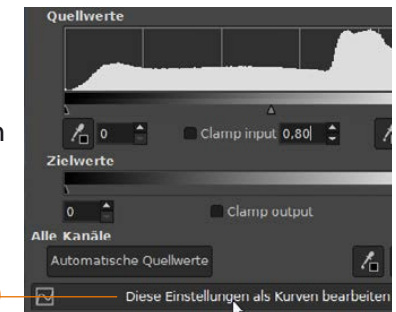 Quellwerte
n
0 Clamp input 0,80
Zielwerte
0 Clamp output
Alle Kanäle
Automatische Quellwerte
Diese Einstellungen als Kurven bearbeiten